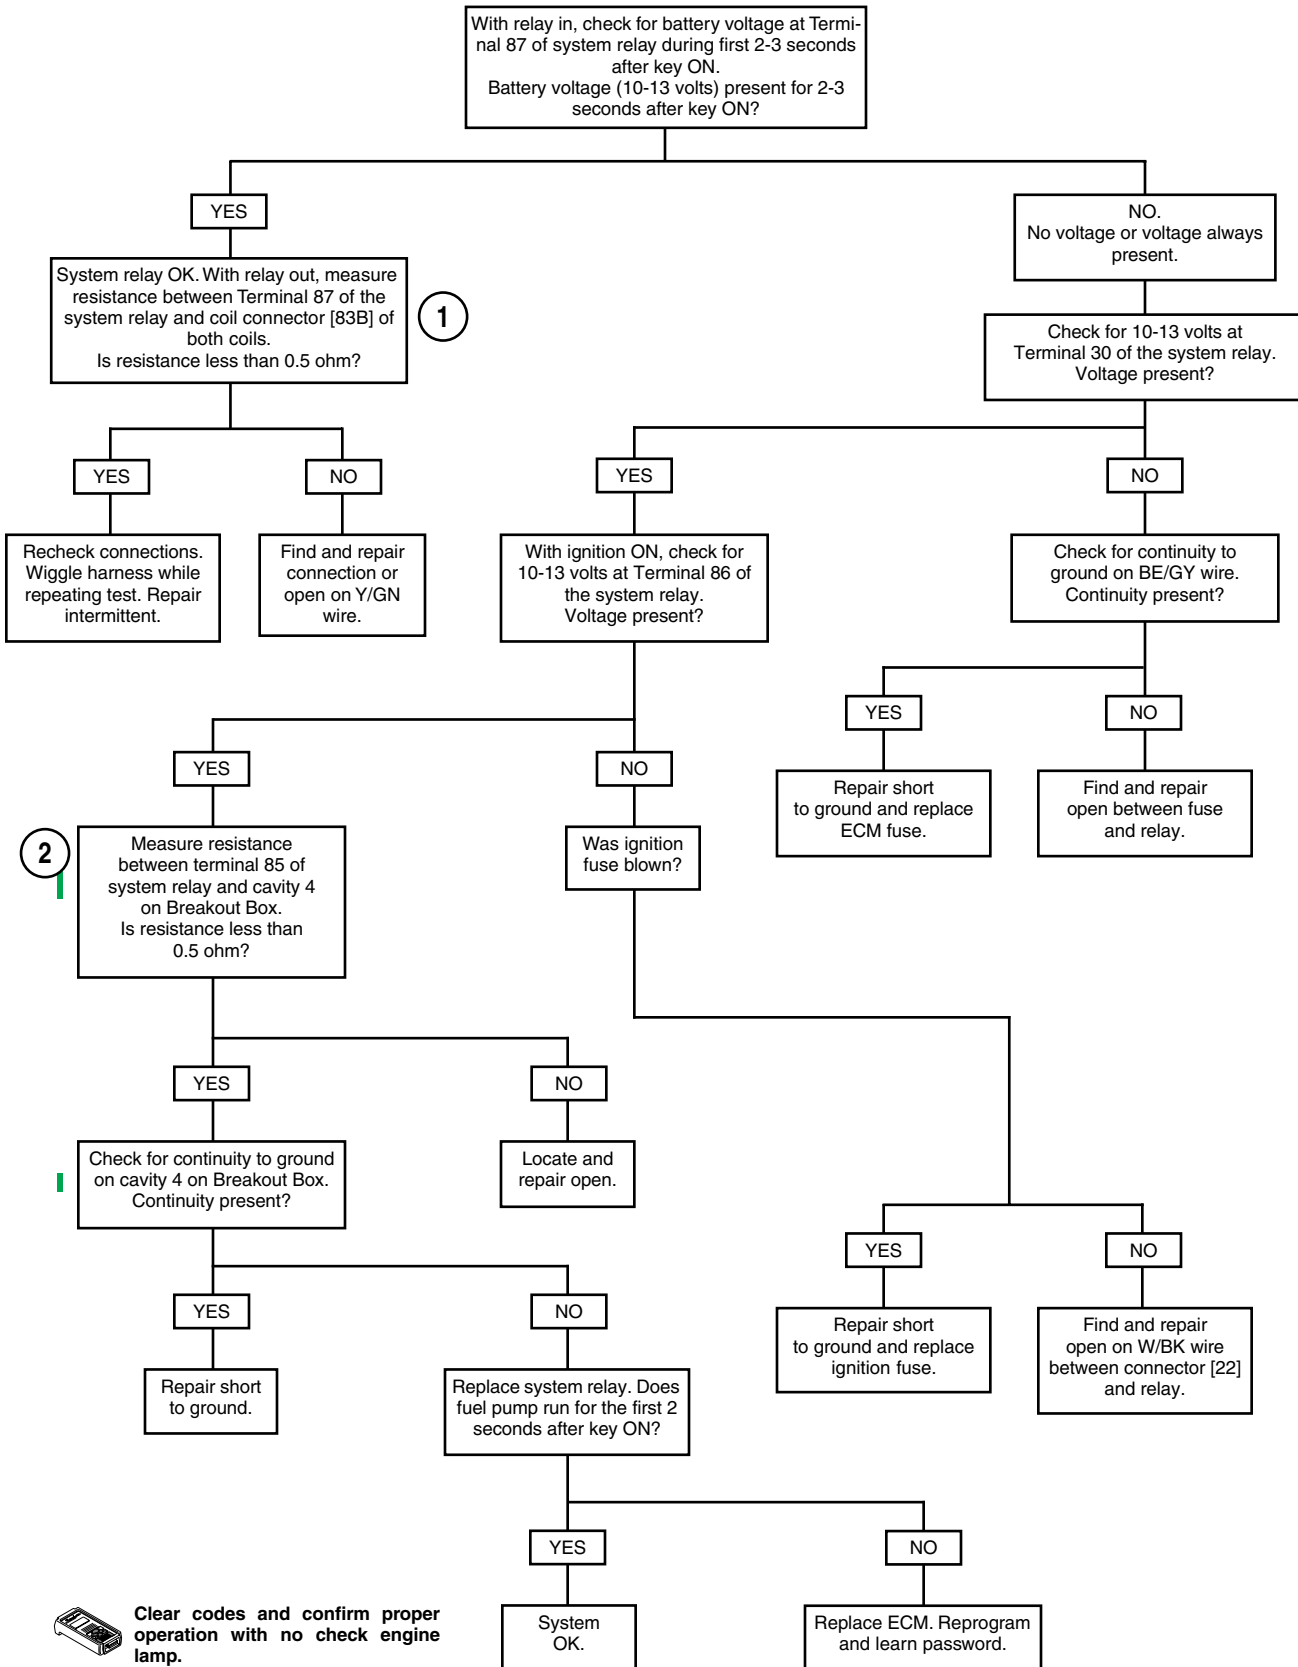 With relay in, check for battery voltage at Termi-
nal 87 of system relay during first 2-3 seconds
after key ON.
Battery voltage (10-13 volts) present for 2-3
seconds after key ON?
YES
NO.
No voltage or voltage always
present.
System relay OK. With relay out, measure
resistance between Terminal 87 of the
system relay and coil connector [83B] of
both coils.
Is resistance less than 0.5 ohm?
1
Check for 10-13 volts at
Terminal 30 of the system relay.
Voltage present?
YES
NO
YES
NO
Recheck connections.
Wiggle harness while
repeating test. Repair
intermittent.
Find and repair
connection or
open on Y/GN
wire.
With ignition ON, check for
10-13 volts at Terminal 86 of
the system relay.
Voltage present?
Check for continuity to
ground on BE/GY wire.
Continuity present?
YES
NO
YES
NO
Repair short
to ground and replace
ECM fuse.
Find and repair
open between fuse
and relay.
2
Measure resistance
between terminal 85 of
system relay and cavity 4
on Breakout Box.
Is resistance less than
0.5 ohm?
Was ignition
fuse blown?
YES
NO
Check for continuity to ground
on cavity 4 on Breakout Box.
Continuity present?
Locate and
repair open.
YES
NO
YES
NO
Repair short
to ground.
Replace system relay. Does
fuel pump run for the first 2
seconds after key ON?
Repair short
to ground and replace
ignition fuse.
Find and repair
open on W/BK wire
between connector [22]
and relay.
YES
NO
System
OK.
Replace ECM. Reprogram
and learn password.
Clear codes and confirm proper
operation with no check engine
lamp.